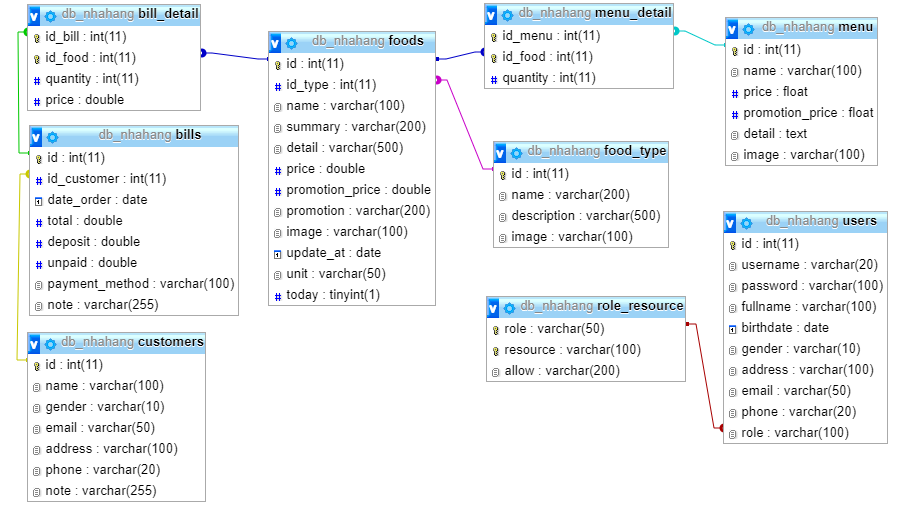 db_nhahang bill_detail
id_bill : int(11)
id_food : int(11)
quantity : int(11)
price : double
db_nhahang bills
id : int(11)
id_customer : int(11)
date_order : date
total : double
deposit : double
unpaid : double
payment_method : varchar(100)
note : varchar(255)
db_nhahang customers
id : int(11)
name : varchar(100)
gender : varchar(10)
email : varchar(50)
address : varchar(100)
phone : varchar(20)
note : varchar(255)
db_nhahang foods
id : int(11)
id_type : int(11)
name : varchar(100)
summary : varchar(200)
detail : varchar(500)
price : double
promotion_price : double
promotion : varchar(200)
image : varchar(100)
update_at : date
unit : varchar(50)
today : tinyint(1)
db_nhahang menu_detail
id_menu : int(11)
id_food : int(11)
quantity : int(11)
db_nhahang food_type
id : int(11)
name : varchar(200)
description : varchar(500)
image : varchar(100)
db_nhahang role_resource
role : varchar(50)
resource : varchar(100)
allow : varchar(200)
db_nhahang menu
id : int(11)
name : varchar(100)
price : float
promotion_price : float
detail : text
image : varchar(100)
db_nhahang users
id : int(11)
username : varchar(20)
password : varchar(100)
fullname : varchar(100)
birthdate : date
gender : varchar(10)
address : varchar(100)
email : varchar(50)
phone : varchar(20)
role : varchar(100)